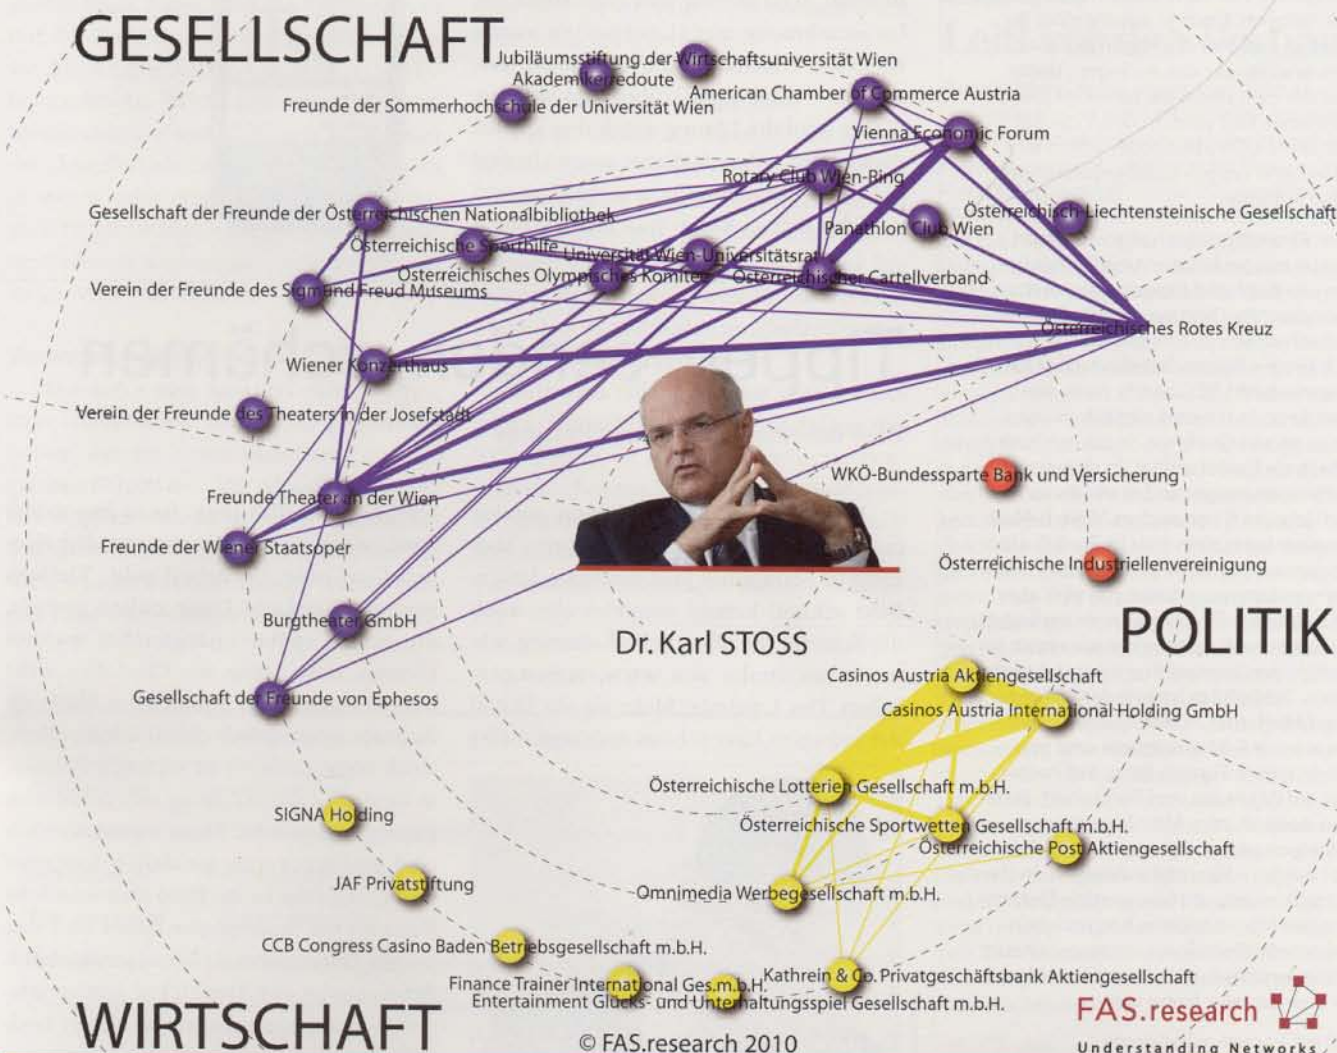 GESELLSCHAFT
Jubiläumsstiftung der Wirtschaftsuniversität Wien
Akademikerredoute
American Chamber of Commerce Austria
Freunde der Sommerhochschule der Universität Wien
Vienna Economic Forum
Rotary Club Wien-Ring
Gesellschaft der Freunde der Österreichischen Nationalbibliothek
Österreichisch-Liechtensteinische Gesellschaft
Panathlon Club Wien
Österreichische Sporthilfe
Universität Wien-Universitätsrat
Österreichisches Olympisches Komitee
Österreichischer Cartellverband
Verein der Freunde des Sigmund Freud Museums
Österreichisches Rotes Kreuz
Wiener Konzerthaus
Verein der Freunde des Theaters in der Josefstadt
WKÖ-Bundessparte Bank und Versicherung
Freunde Theater an der Wien
Freunde der Wiener Staatsoper
Österreichische Industriellenvereinigung
Burgtheater GmbH
POLITIK
Dr. Karl STOSS
Casinos Austria Aktiengesellschaft
Gesellschaft der Freunde von Ephesos
Casinos Austria International Holding GmbH
Österreichische Lotterien Gesellschaft m.b.H.
SIGNA Holding
Österreichische Sportwetten Gesellschaft m.b.H.
Österreichische Post Aktiengesellschaft
JAF Privatstiftung
Omnimedia Werbegesellschaft m.b.H.
CCB Congress Casino Baden Betriebsgesellschaft m.b.H.
Kathrein & Co. Privatgeschäftsbank Aktiengesellschaft
Finance Trainer International Ges.m.b.H.
Entertainment Glücks- und Unterhaltungsspiel Gesellschaft m.b.H.
WIRTSCHAFT
© FAS.research 2010
FAS.research
Understanding Networks